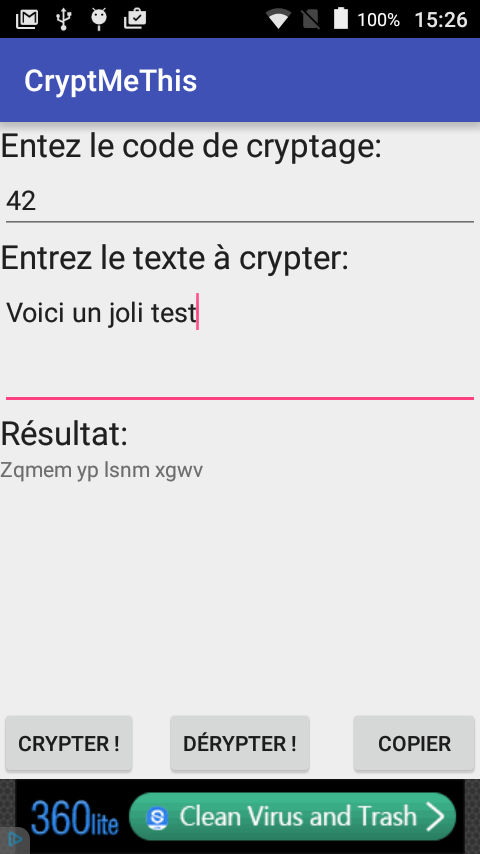 100% 15:26
CryptMeThis
Entez le code de cryptage:
42
Entrez le texte à crypter:
Voici un joli test
Résultat:
Zqmem yp lsnm xgwv
CRYPTER ! DÉRYPTER ! COPIER
360lite S Clean Virus and Trash